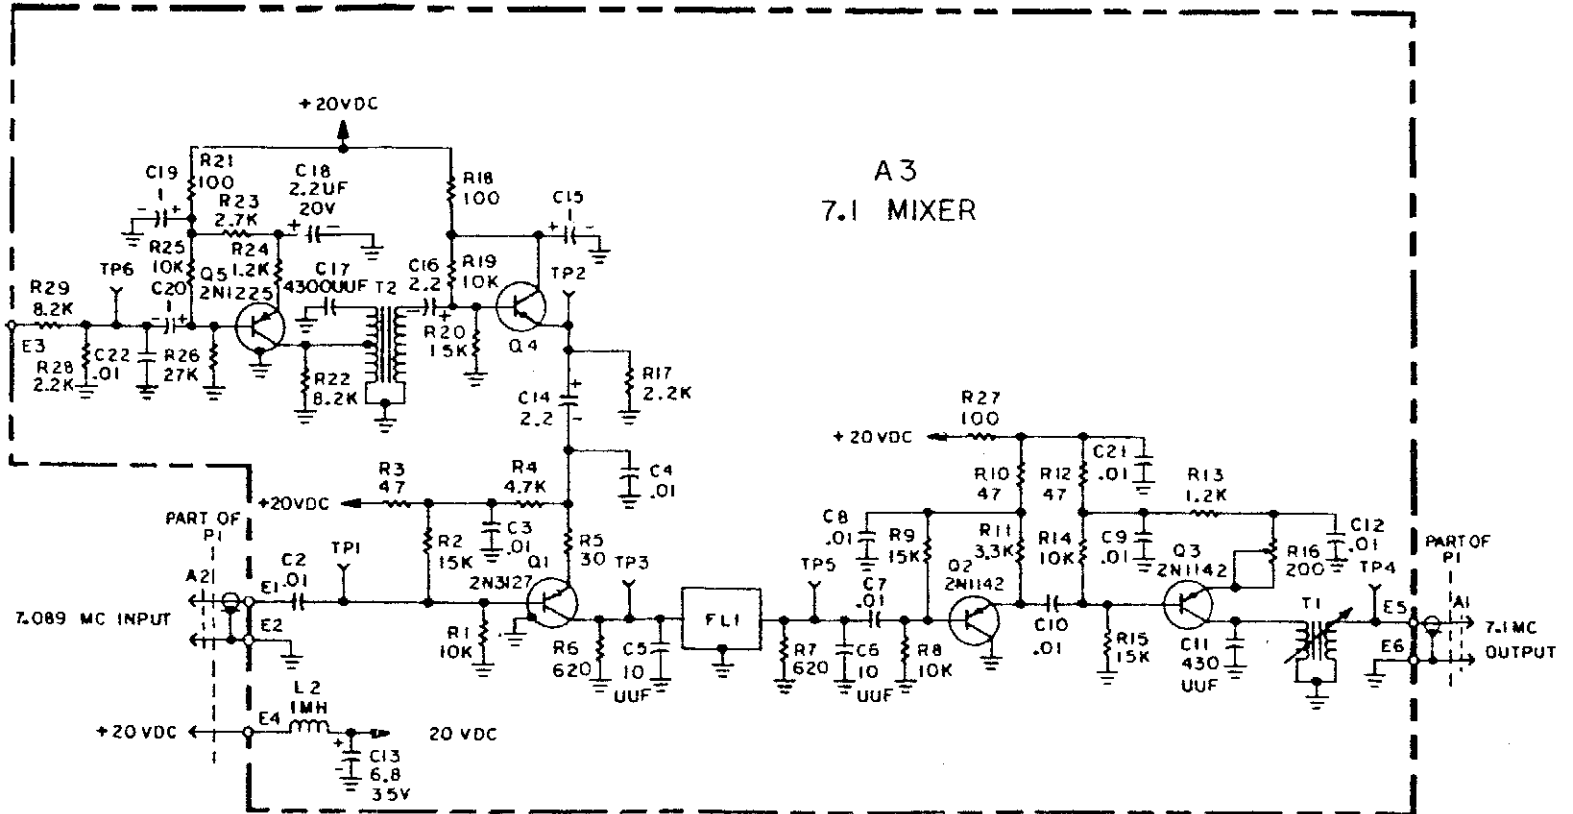 A3
7.1 MIXER
+20VDC
C19
1
R21
100
R23
2.7K
C18
2.2UF
20V
R18
100
C15
1
R25
10K
R24
1.2K
TP6
C20
1
Q5
2N1225
C17
4300UUF
T2
C16
2.2
R19
10K
TP2
R29
8.2K
E3
R28
2.2K
C22
.01
R26
27K
R22
8.2K
R20
15K
Q4
C14
2.2
R17
2.2K
C4
.01
+20VDC
R3
47
R4
4.7K
C3
.01
R2
15K
R5
30
PART OF
P1
A2
C2
.01
TP1
Q1
2N3127
TP3
E1
7.089 MC INPUT
E2
R1
10K
R6
620
C5
10
UUF
FL1
R7
620
TP5
C6
10
UUF
C7
.01
R8
10K
C8
.01
R9
15K
+20VDC
R27
100
R10
47
R12
47
C21
.01
R11
3.3K
Q2
2N1142
C10
.01
R14
10K
C9
.01
R13
1.2K
R15
15K
Q3
2N1142
R16
200
C12
.01
C11
430
UUF
T1
TP4
PART OF
P1
E5
A1
E6
7.1MC
OUTPUT
+20VDC
E4
L2
1MH
20 VDC
C13
6.8
35V